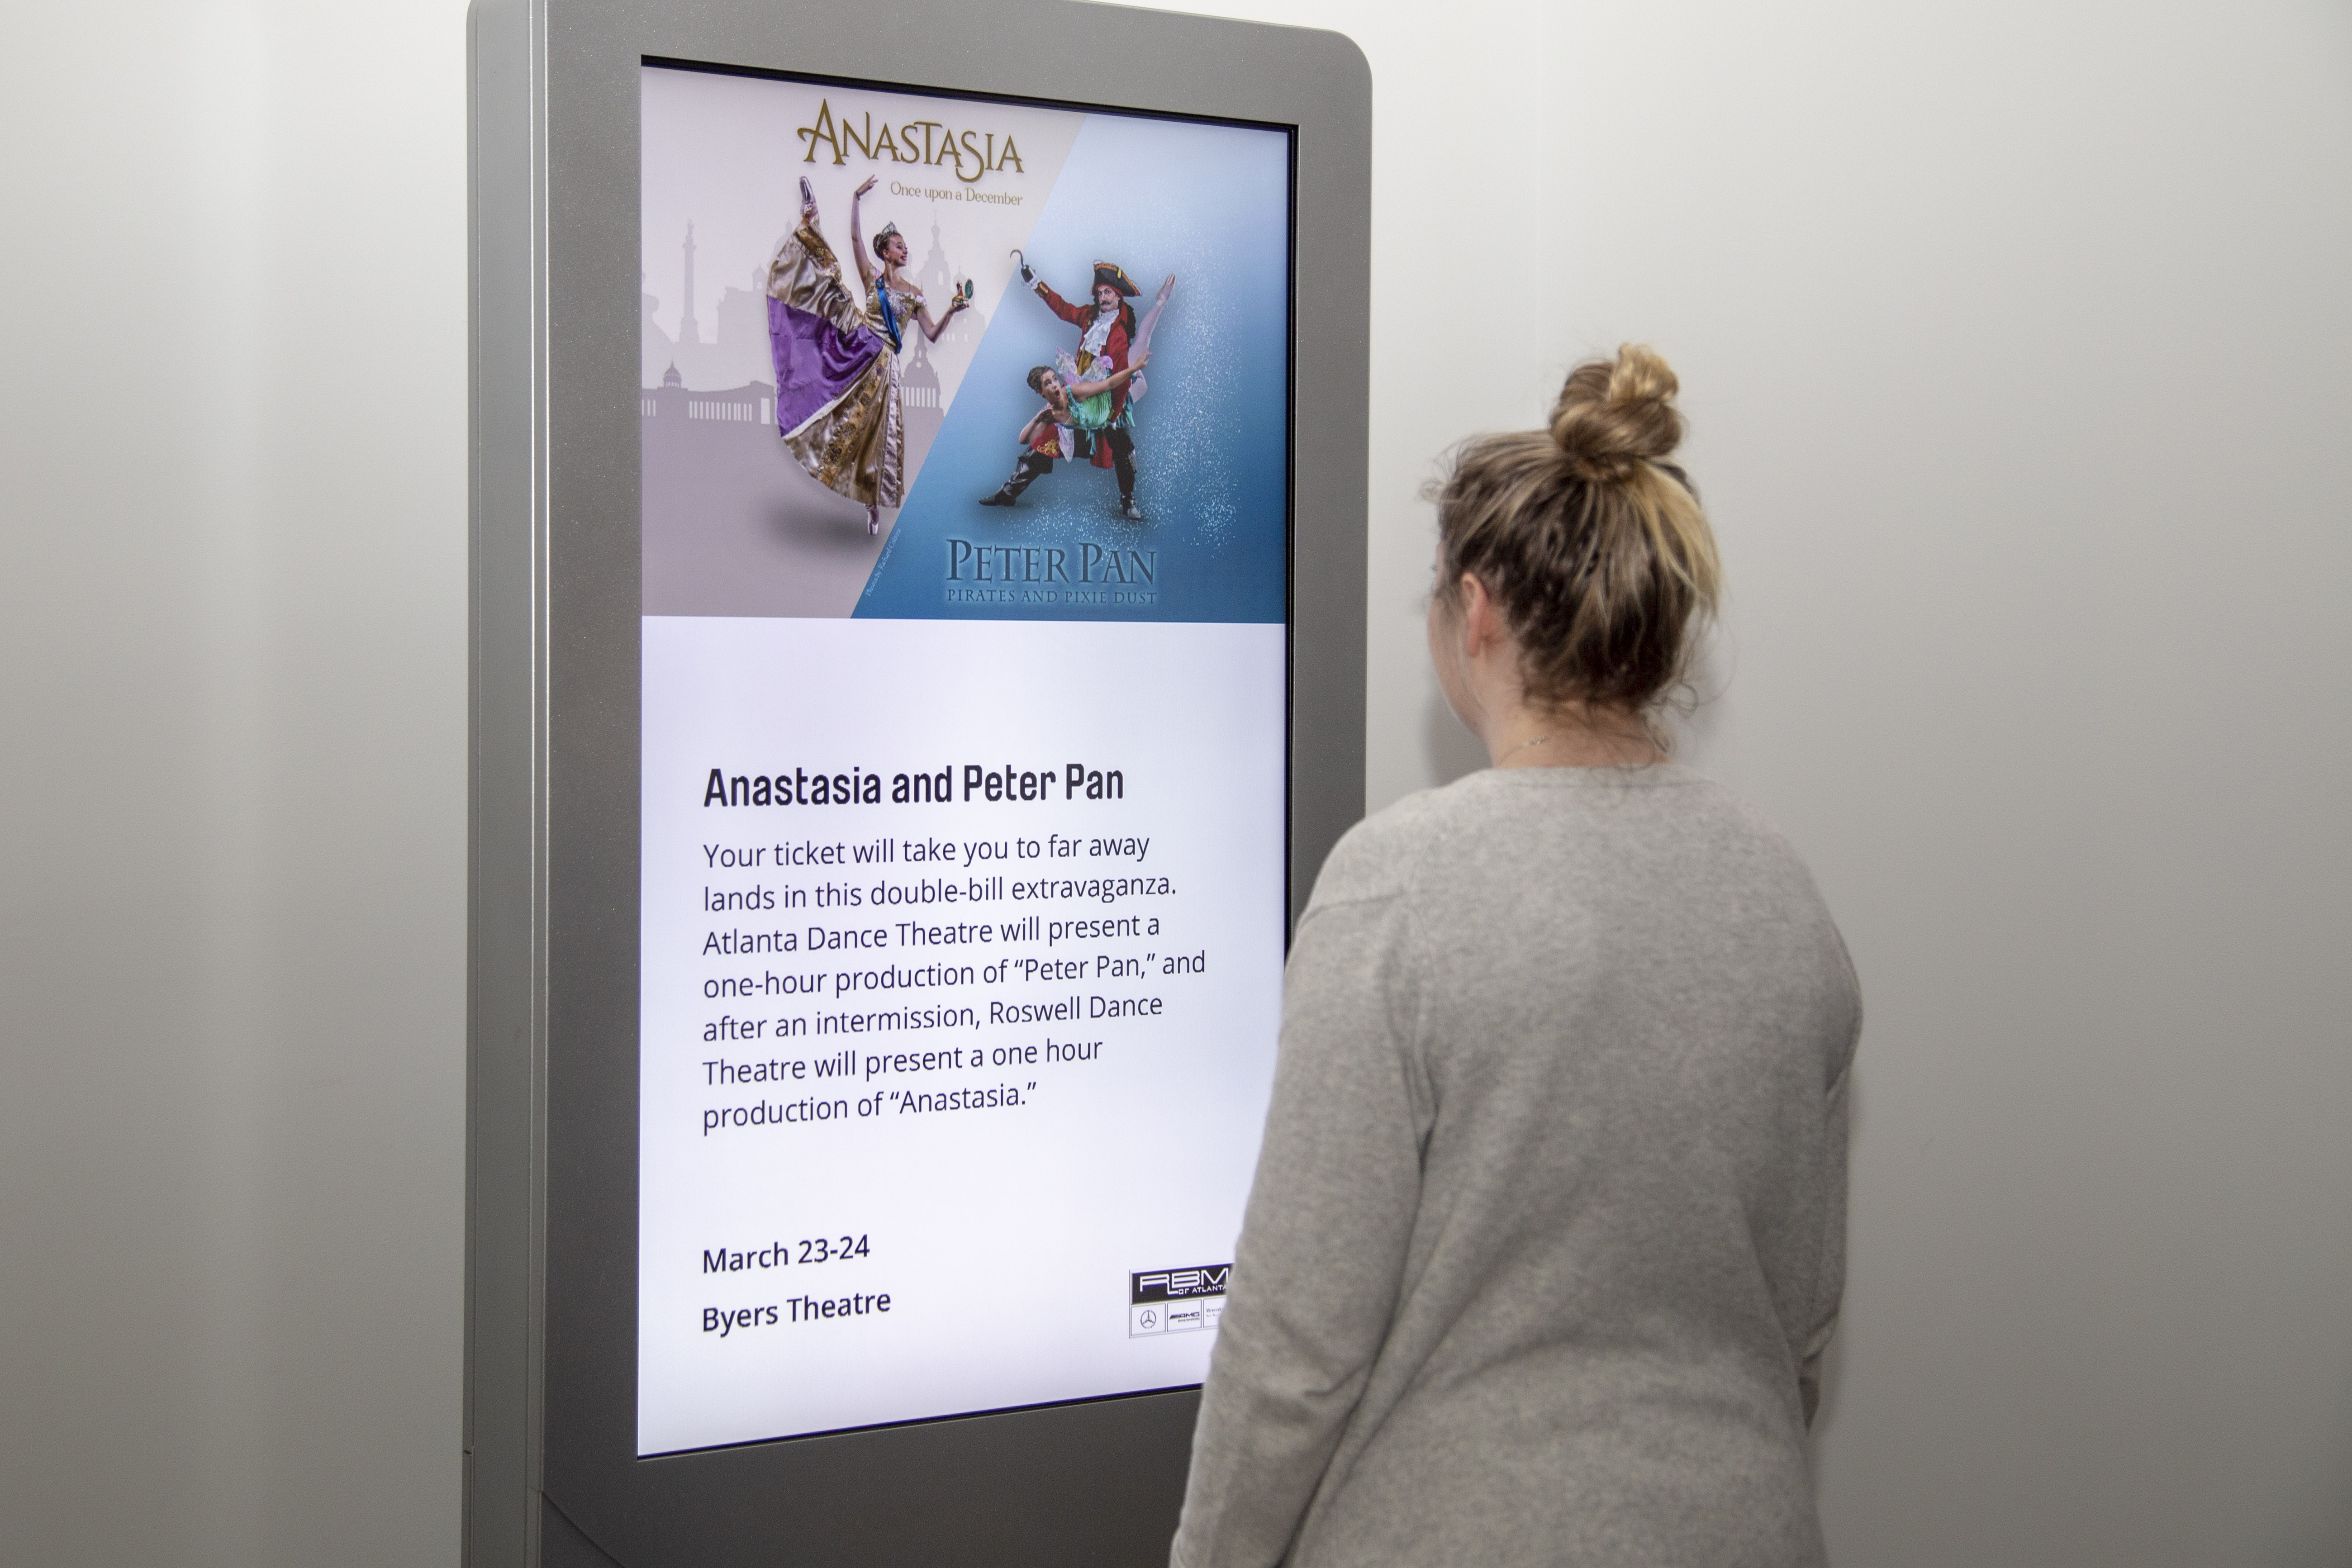 ANASTASIA
Once upon a December
PETER PAN
PIRATES AND PIXIE DUST
Anastasia and Peter Pan
Your ticket will take you to far away
lands in this double-bill extravaganza.
Atlanta Dance Theatre will present a
one-hour production of “Peter Pan,” and
after an intermission, Roswell Dance
Theatre will present a one hour
production of “Anastasia.”
March 23-24
Byers Theatre
RBM
OF ATLANTA
AMG